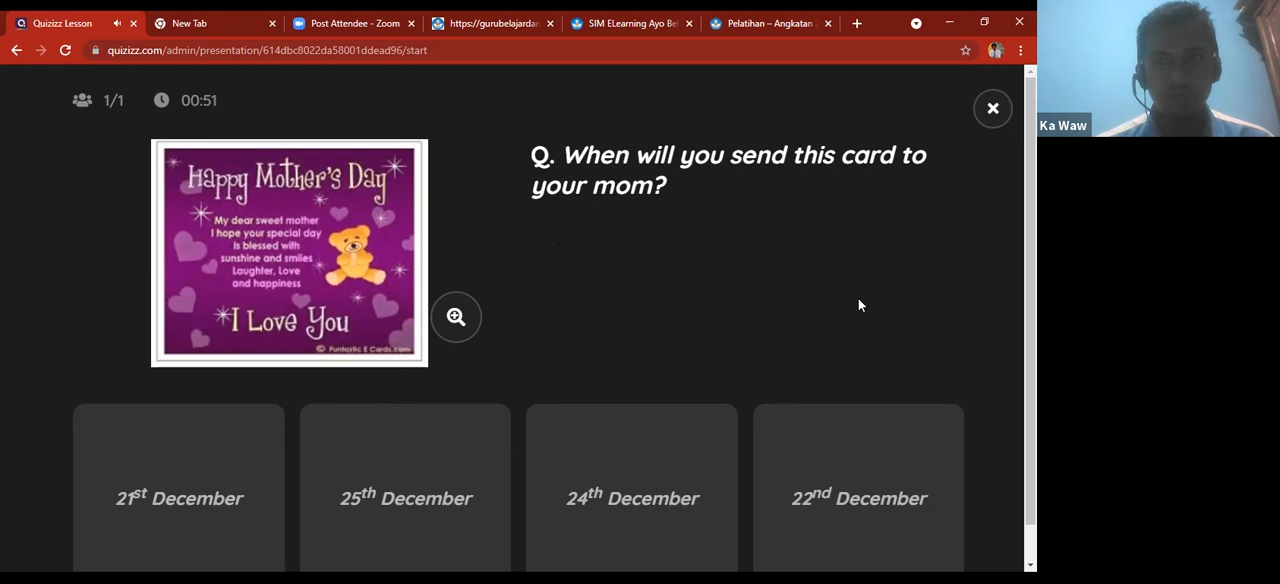 Quizizz Lesson
New Tab
Post Attendee - Zoom
https://gurubelajardan
SIM ELearning Ayo Be
Pelatihan – Angkatan 2
quizizz.com/admin/presentation/614dbc8022da58001ddead96/start
Ka Waw
1/1
00:51
Happy Mother's Day
My dear sweet mother
I hope your special day
is blessed with
sunshine and smiles
Laughter, Love
and happiness
I Love You
© Funtastic E Cards.com
Q. When will you send this card to
your mom?
21st December
25th December
24th December
22nd December